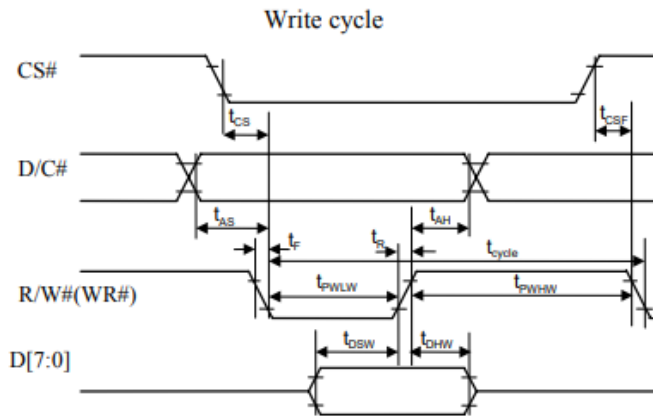 Write cycle
CS#
tCS
tCSF
D/C#
tAS
tAH
tF
tR
tcycle
R/W#(WR#)
tPWLW
tPWHW
tDSW
tDHW
D[7:0]